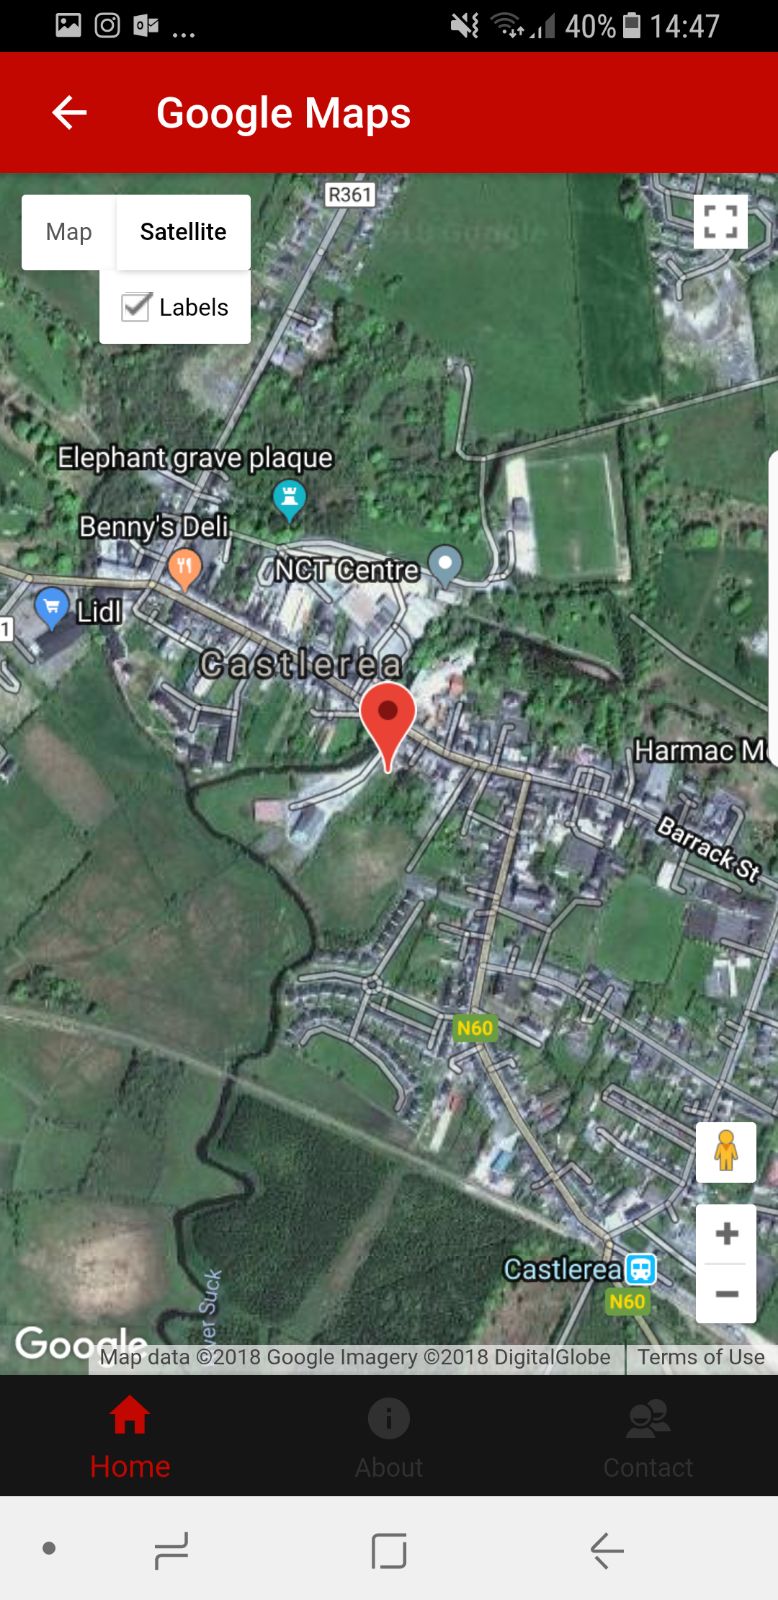 40% 14:47
Google Maps
R361
Map Satellite
Labels
Elephant grave plaque
Benny's Deli
NCT Centre
Lidl
1
Castlerea
Harmac M
Barrack St
N60
Castlerea
N60
Suck
Google
Map data ©2018 Google Imagery ©2018 DigitalGlobe Terms of Use
Home About Contact